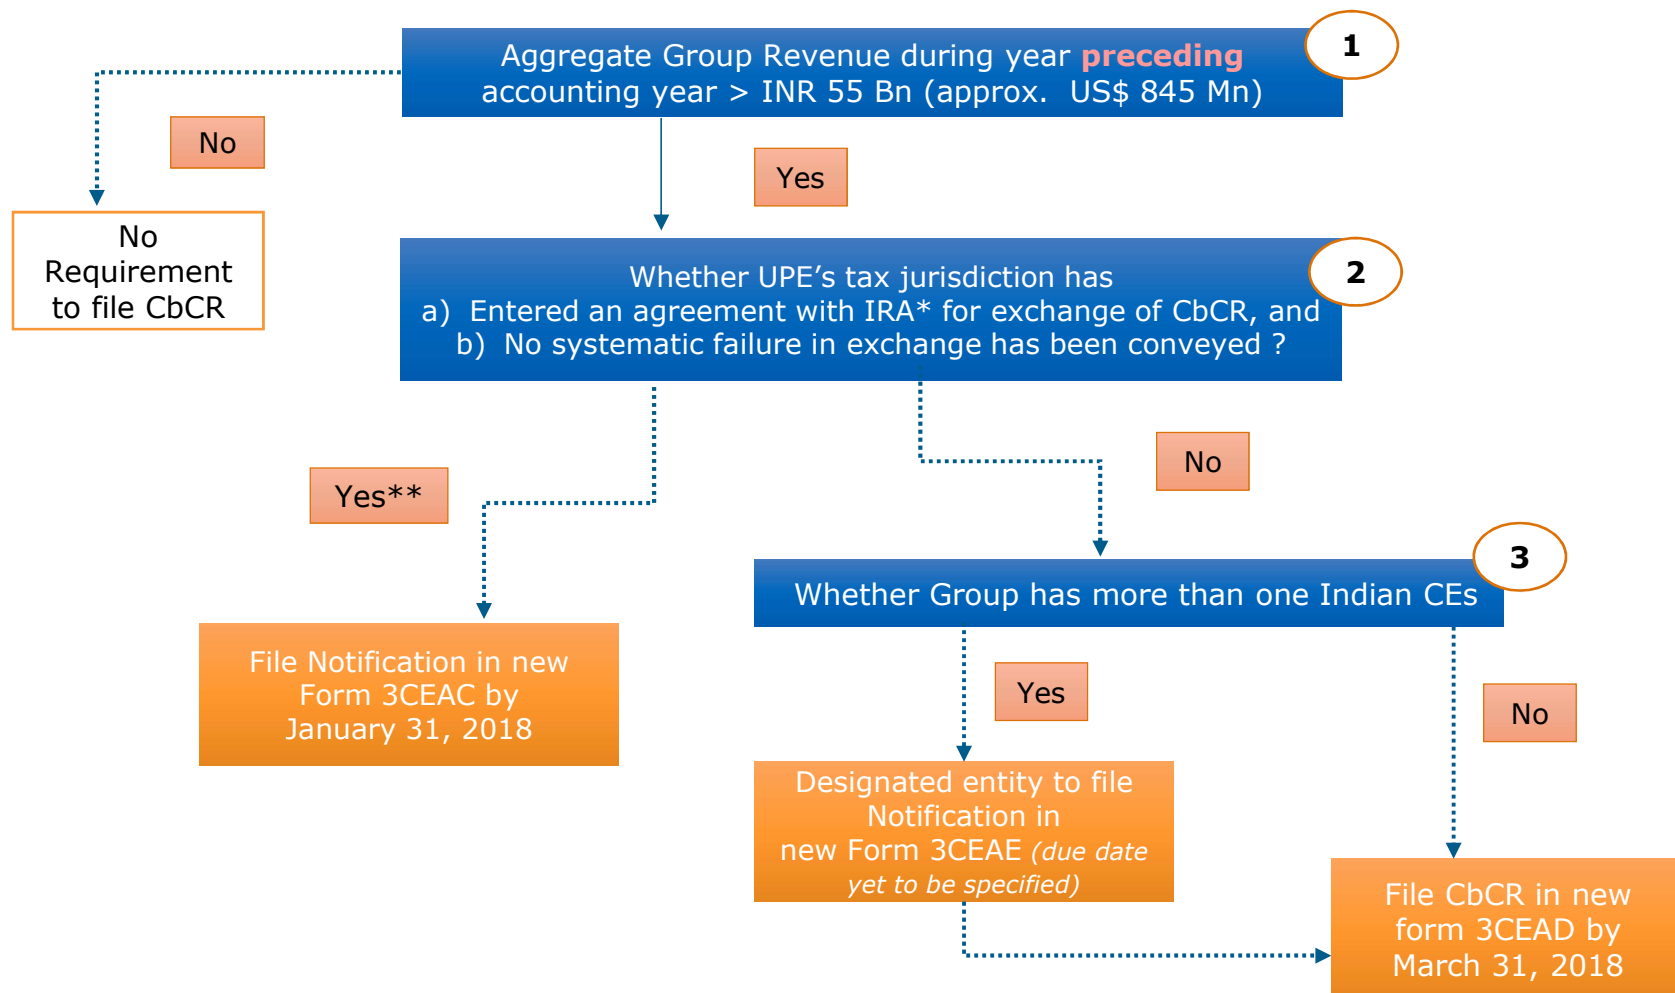 1
Aggregate Group Revenue during year preceding
accounting year > INR 55 Bn (approx. US$ 845 Mn)
No
Yes
No
Requirement
to file CbCR
2
Whether UPE’s tax jurisdiction has
a) Entered an agreement with IRA* for exchange of CbCR, and
b) No systematic failure in exchange has been conveyed ?
Yes**
No
3
Whether Group has more than one Indian CEs
File Notification in new
Form 3CEAC by
January 31, 2018
Yes
No
Designated entity to file
Notification in
new Form 3CEAE (due date
yet to be specified)
File CbCR in new
form 3CEAD by
March 31, 2018